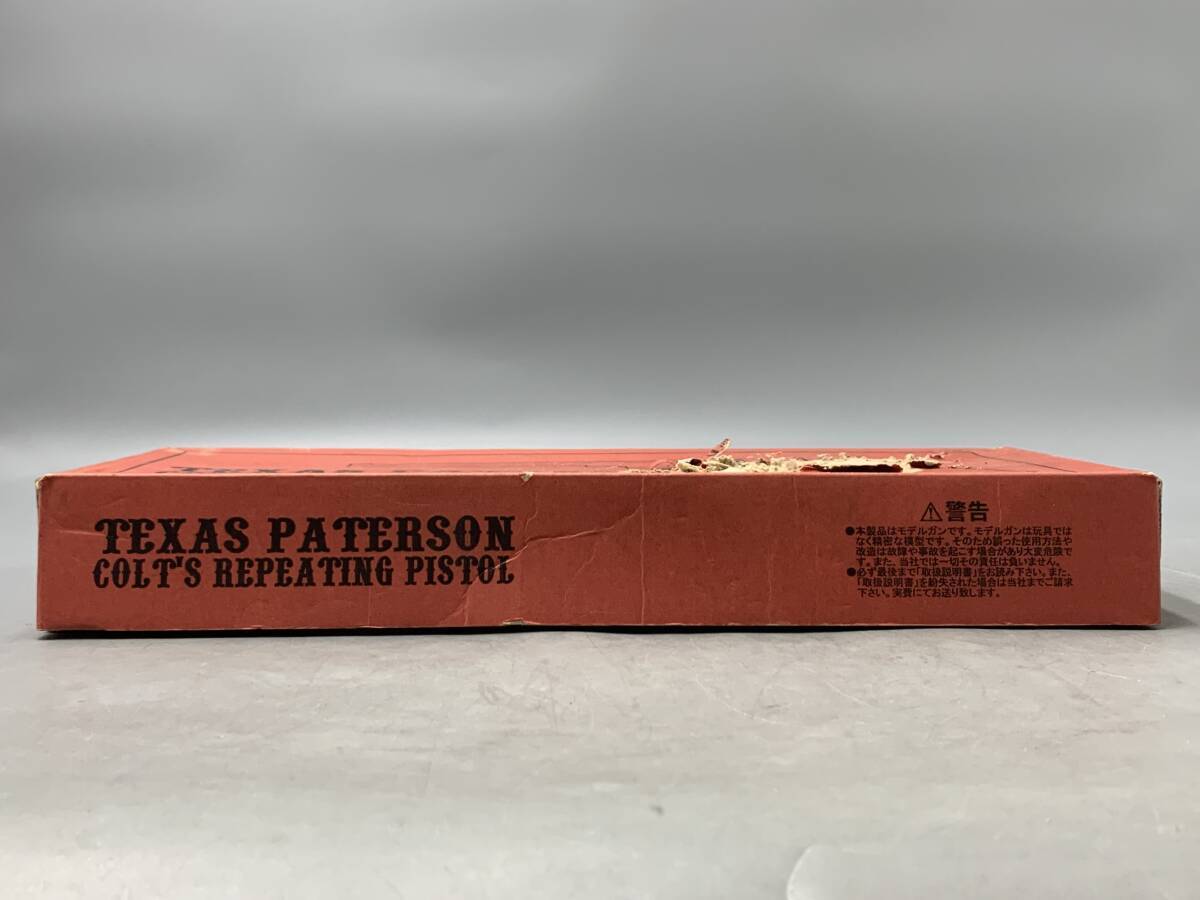 TEXAS
TEXAS PATERSON
COLT'S REPEATING PISTOL
⚠警告
●本製品はモデルガンです。モデルガンは玩具では
なく精密な模型です。そのため誤った使用方法や
改造は故障や事故を起こす場合があり大変危険で
す。また、当社では一切その責任は負いません。
●必ず最後まで「取扱説明書」をお読み下さい。また、
「取扱説明書」を紛失された場合は当社までご請求
下さい。実費にてお送り致します。